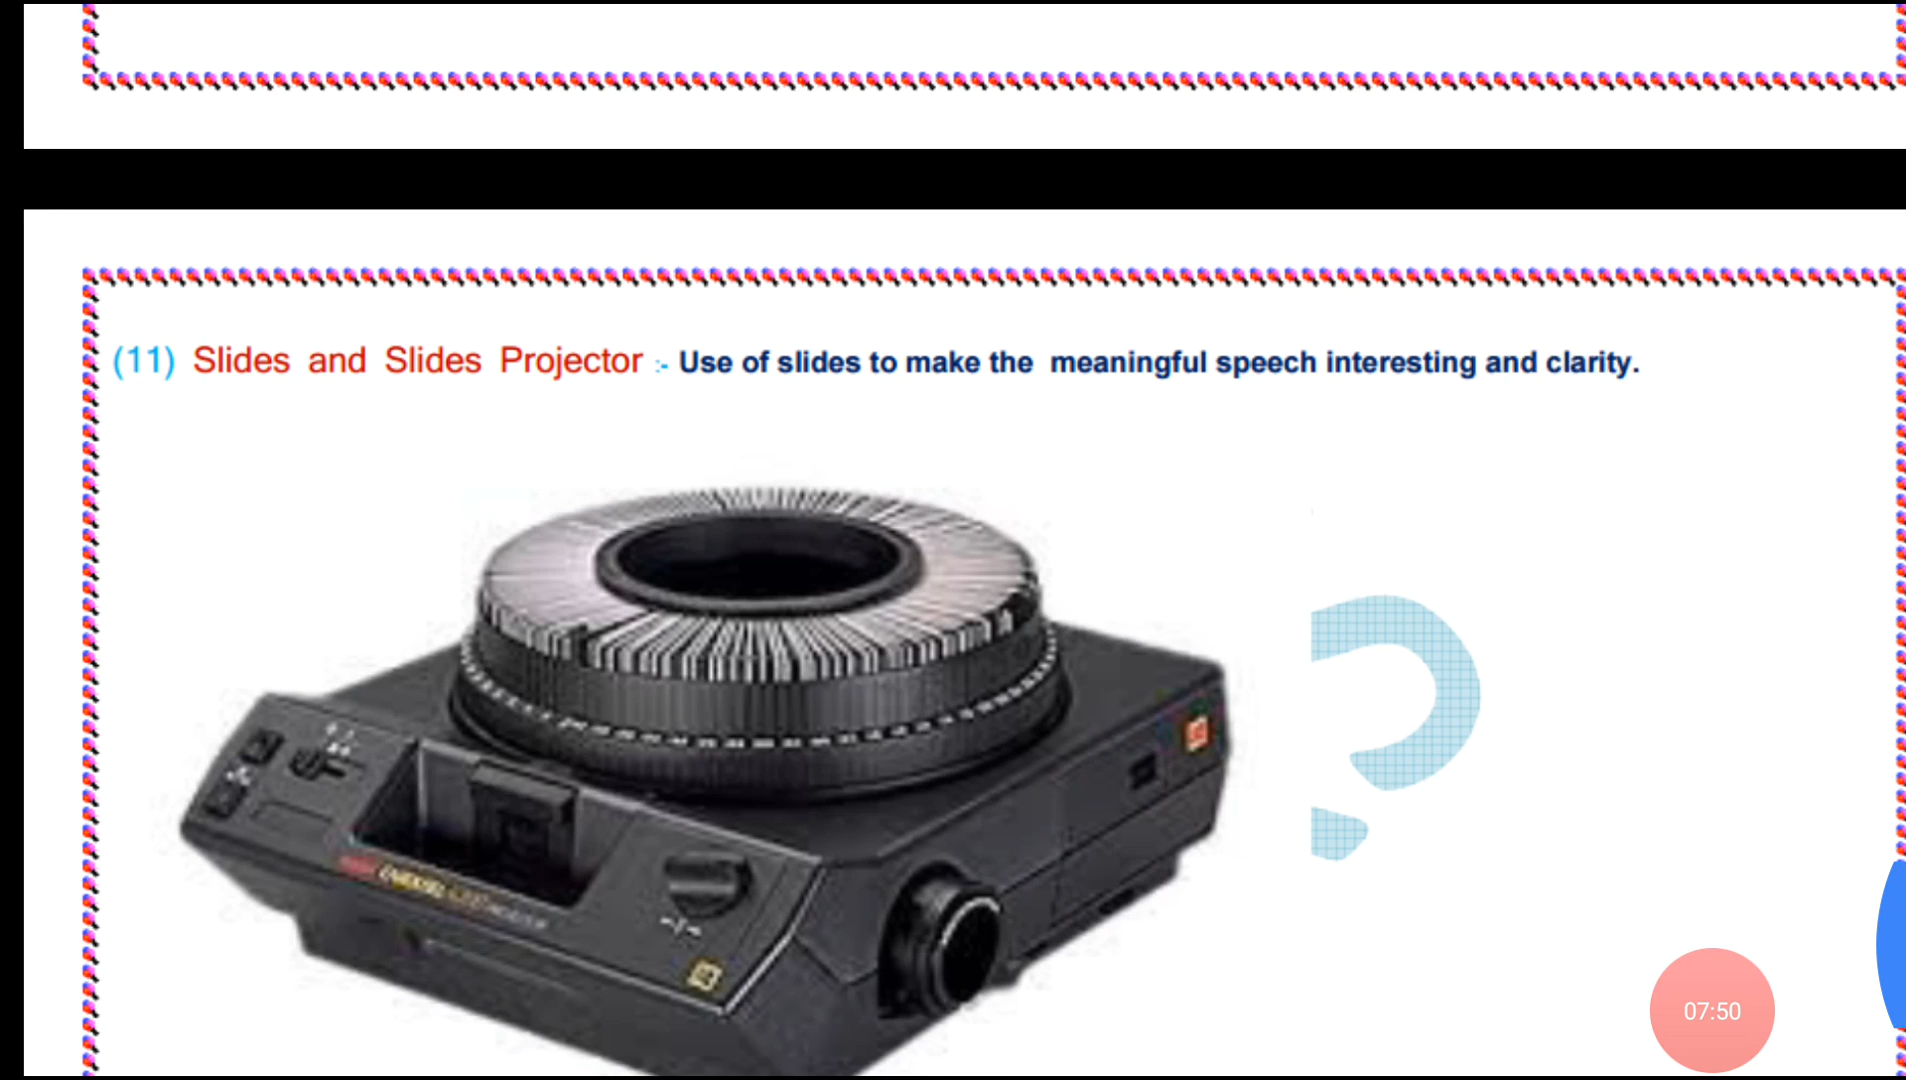 (11) Slides and Slides Projector :- Use of slides to make the meaningful speech interesting and clarity.
07:50